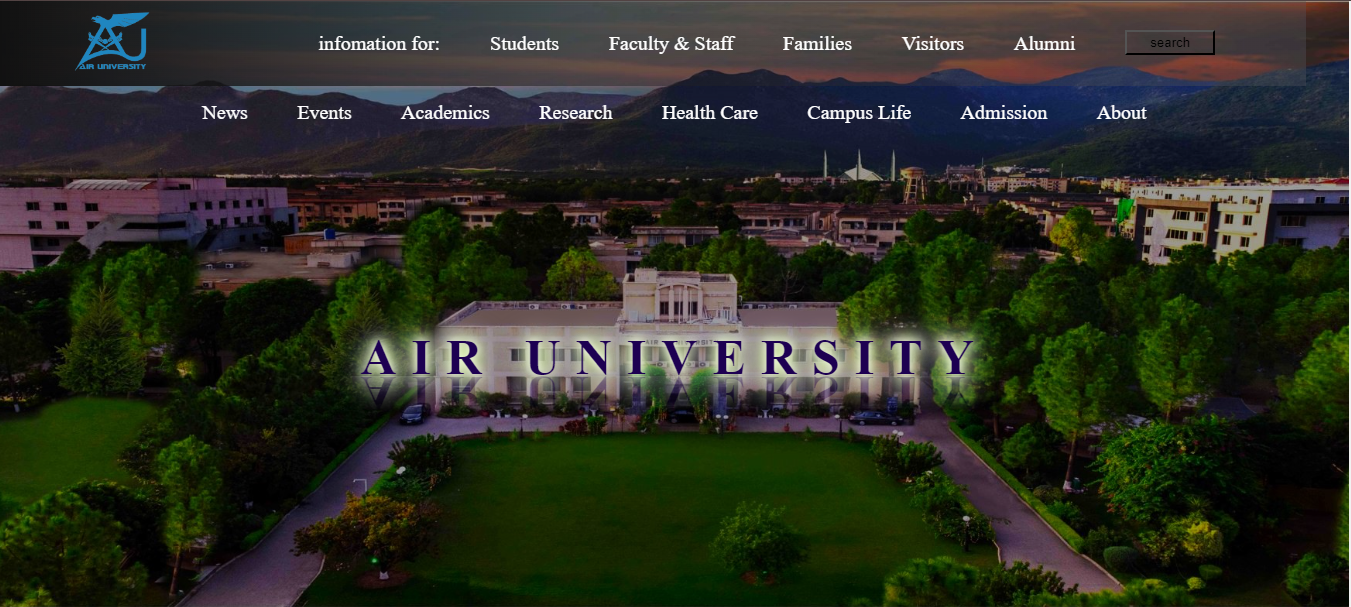 AIR UNIVERSITY
infomation for: Students Faculty & Staff Families Visitors Alumni search
News Events Academics Research Health Care Campus Life Admission About
AIR UNIVERSITY